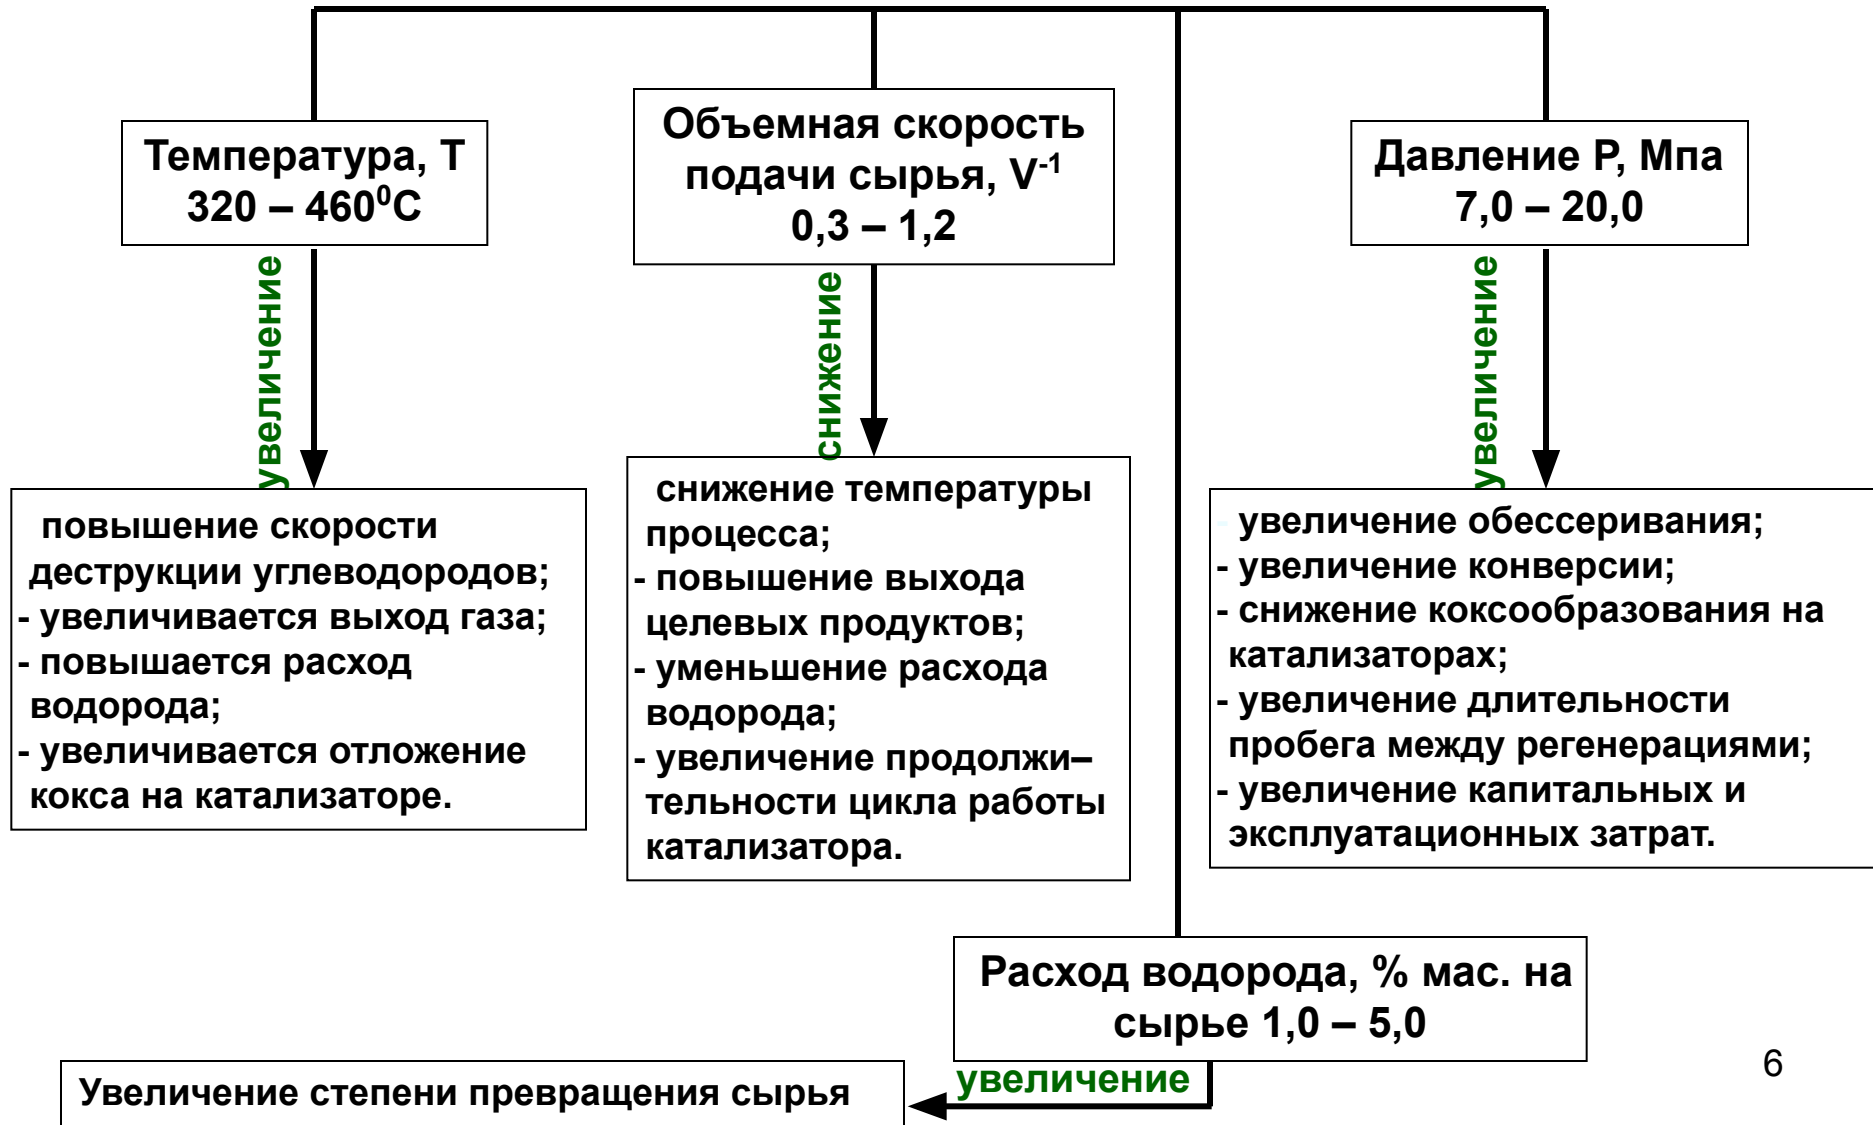 Температура, Т
320 – 460⁰С
Объемная скорость
подачи сырья, V⁻¹
0,3 – 1,2
Давление Р, Мпа
7,0 – 20,0
увеличение
снижение
увеличение
повышение скорости
деструкции углеводородов;
- увеличивается выход газа;
- повышается расход
водорода;
- увеличивается отложение
кокса на катализаторе.
снижение температуры
процесса;
- повышение выхода
целевых продуктов;
- уменьшение расхода
водорода;
- увеличение продолжи–
тельности цикла работы
катализатора.
- увеличение обессеривания;
- увеличение конверсии;
- снижение коксообразования на
катализаторах;
- увеличение длительности
пробега между регенерациями;
- увеличение капитальных и
эксплуатационных затрат.
Расход водорода, % мас. на
сырье 1,0 – 5,0
увеличение
Увеличение степени превращения сырья
6